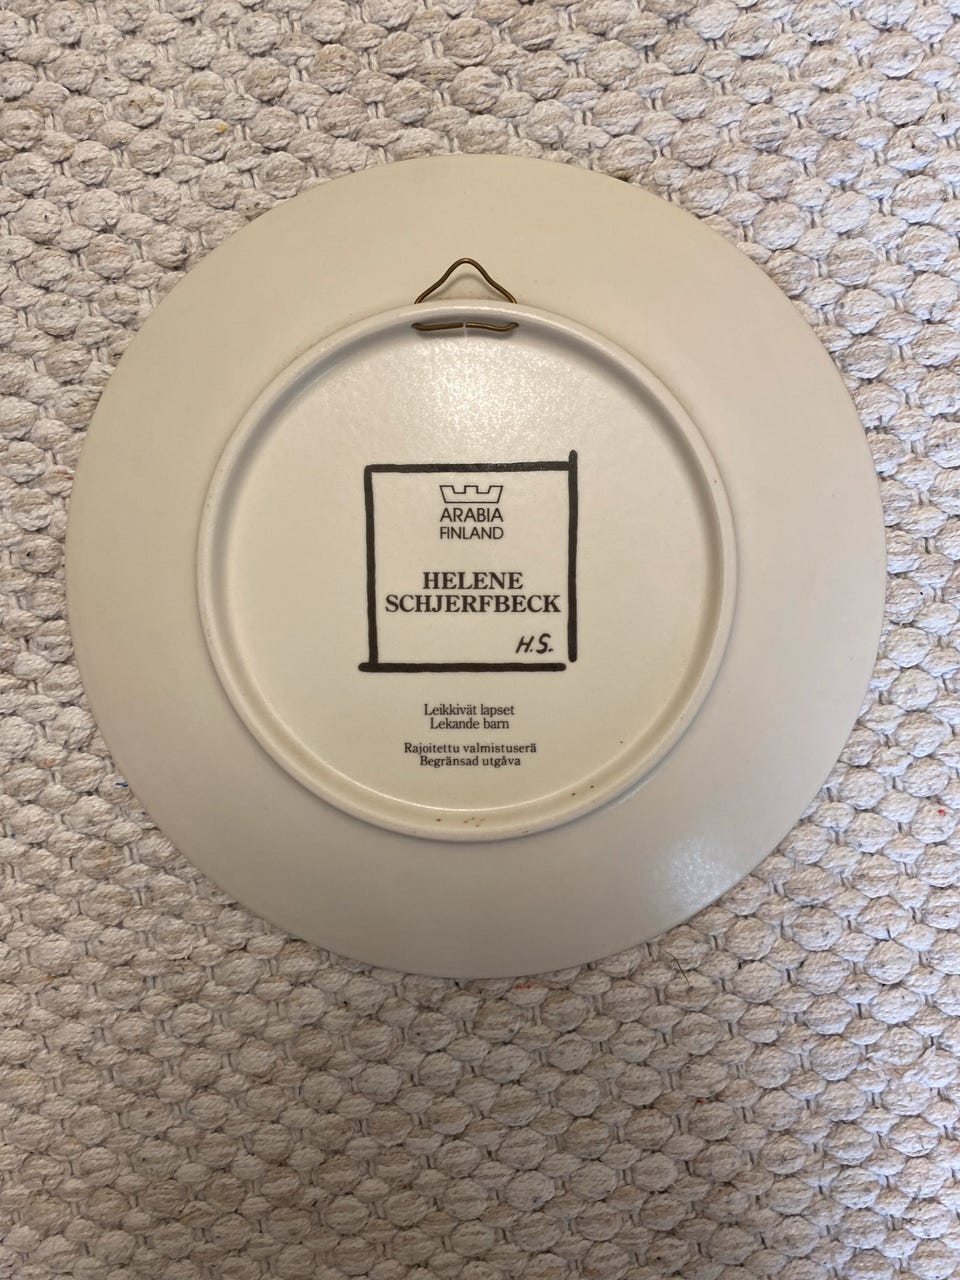 ARABIA
FINLAND
HELENE
SCHJERFBECK
H.S.
Leikkivät lapset
Lekande barn
Rajoitettu valmistuserä
Begränsad utgåva